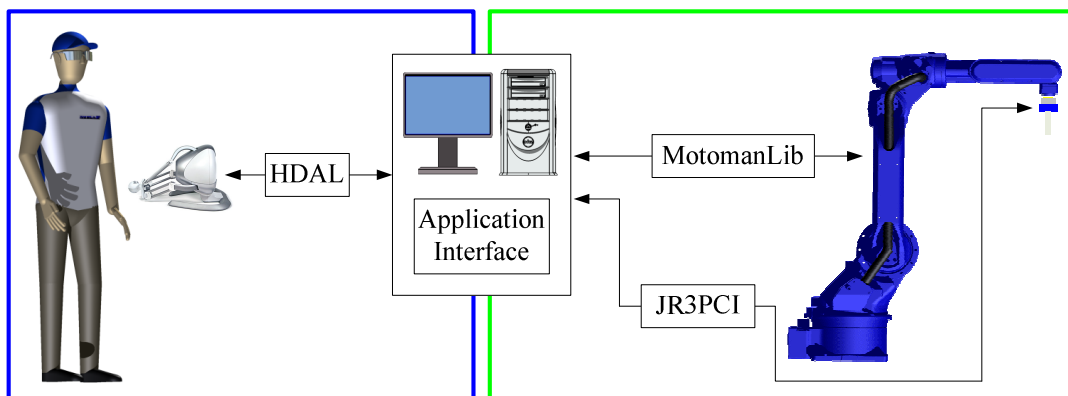 HDAL
Application
Interface
MotomanLib
JR3PCI